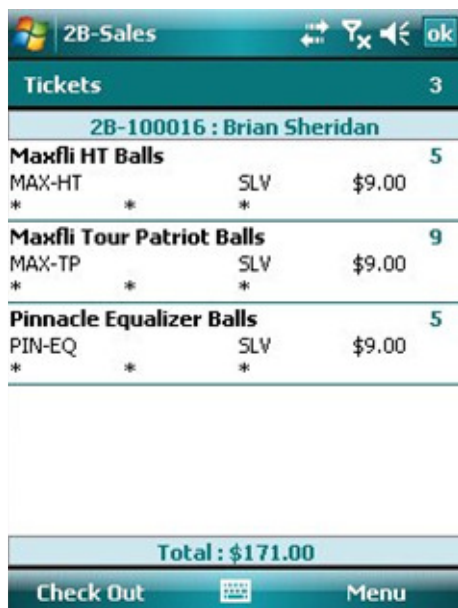 2B-Sales ok
Tickets 3
2B-100016 : Brian Sheridan
Maxfli HT Balls 5
MAX-HT SLV $9.00
* * *
Maxfli Tour Patriot Balls 9
MAX-TP SLV $9.00
* * *
Pinnacle Equalizer Balls 5
PIN-EQ SLV $9.00
* * *
Total : $171.00
Check Out Menu